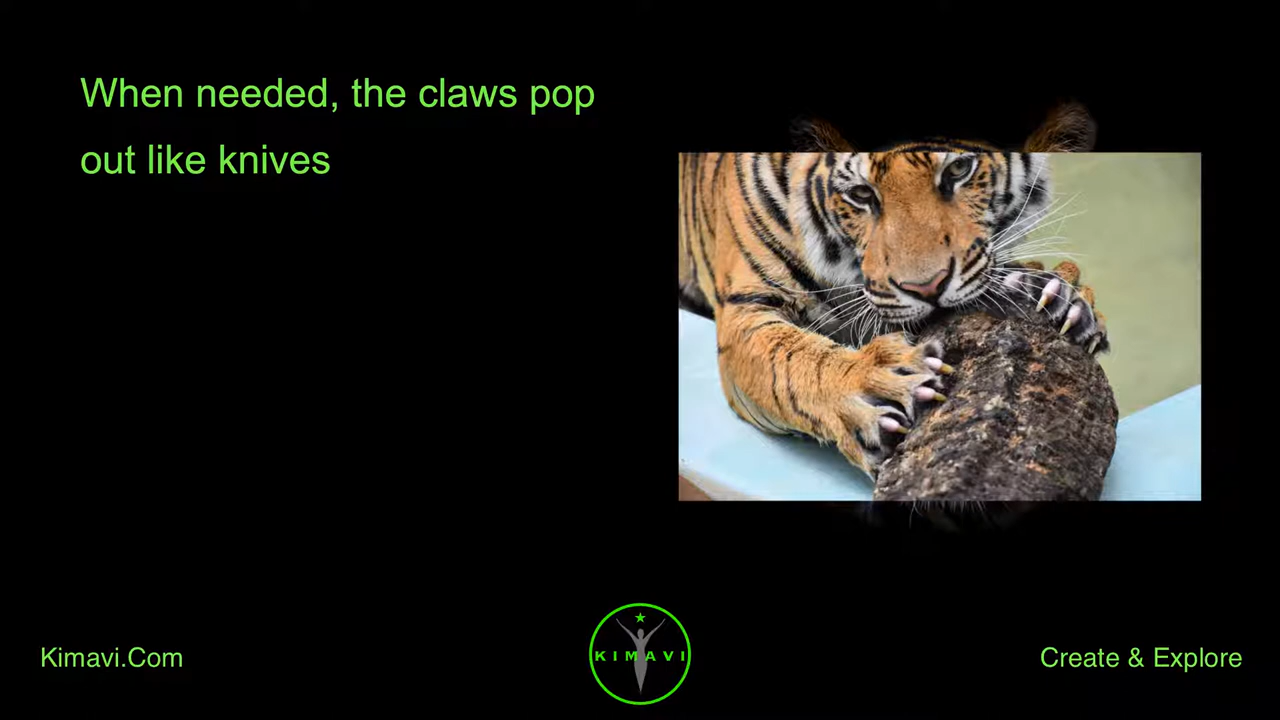 When needed, the claws pop
out like knives
KIMAVI
Kimavi.Com
Create & Explore